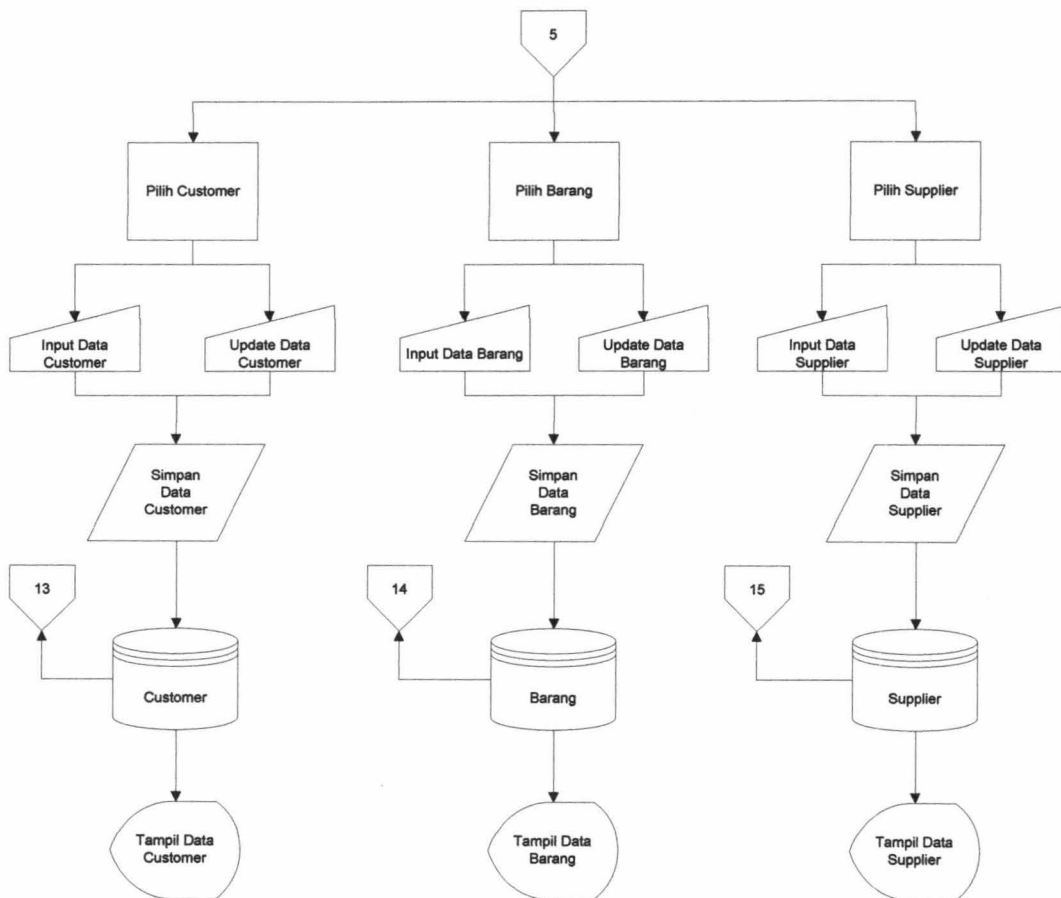 5
Pilih Customer
Pilih Barang
Pilih Supplier
Input Data
Customer
Update Data
Customer
Input Data Barang
Update Data
Barang
Input Data
Supplier
Update Data
Supplier
Simpan
Data
Customer
Simpan
Data
Barang
Simpan
Data
Supplier
13
14
15
Customer
Barang
Supplier
Tampil Data
Customer
Tampil Data
Barang
Tampil Data
Supplier